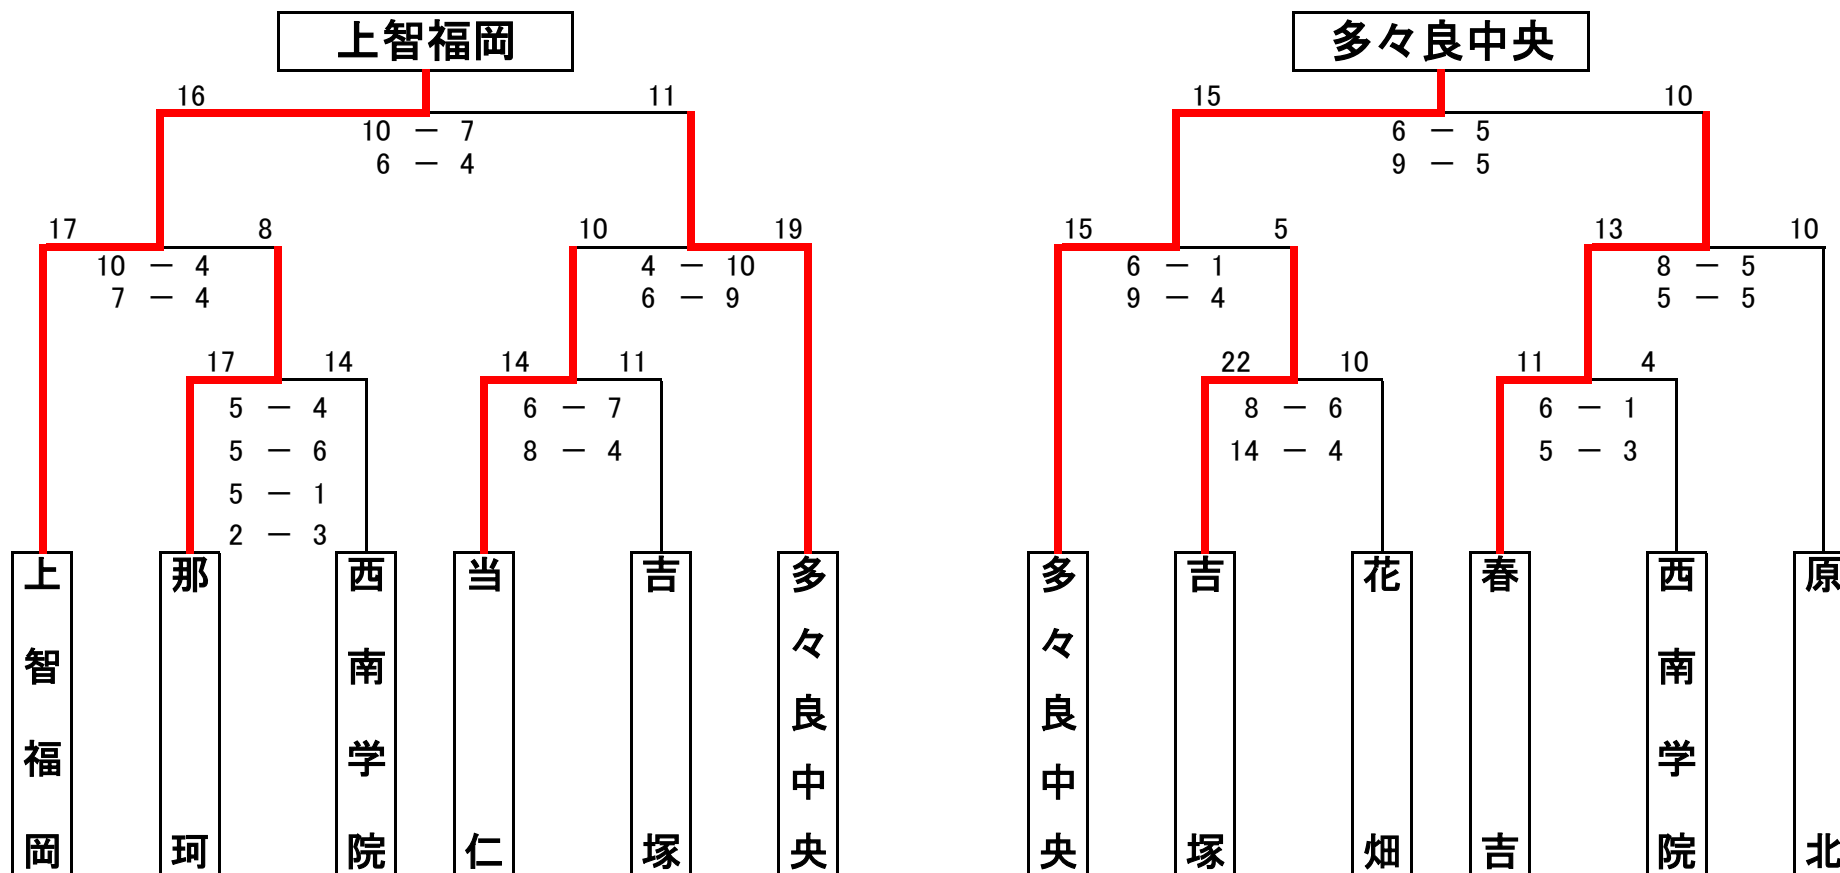 上智福岡 多々良中央
16 11 15 10
10 － 7 6 － 5
6 － 4 9 － 5
17 8 10 19 15 5 13 10
10 － 4 4 － 10 6 － 1 8 － 5
7 － 4 6 － 9 9 － 4 5 － 5
17 14 14 11 22 10 11 4
5 － 4 6 － 7 8 － 6 6 － 1
5 － 6 8 － 4 14 － 4 5 － 3
5 － 1
2 － 3
上智福岡
那珂
西南学院
当仁
吉塚
多々良中央
多々良中央
吉塚
花畑
春吉
西南学院
原北